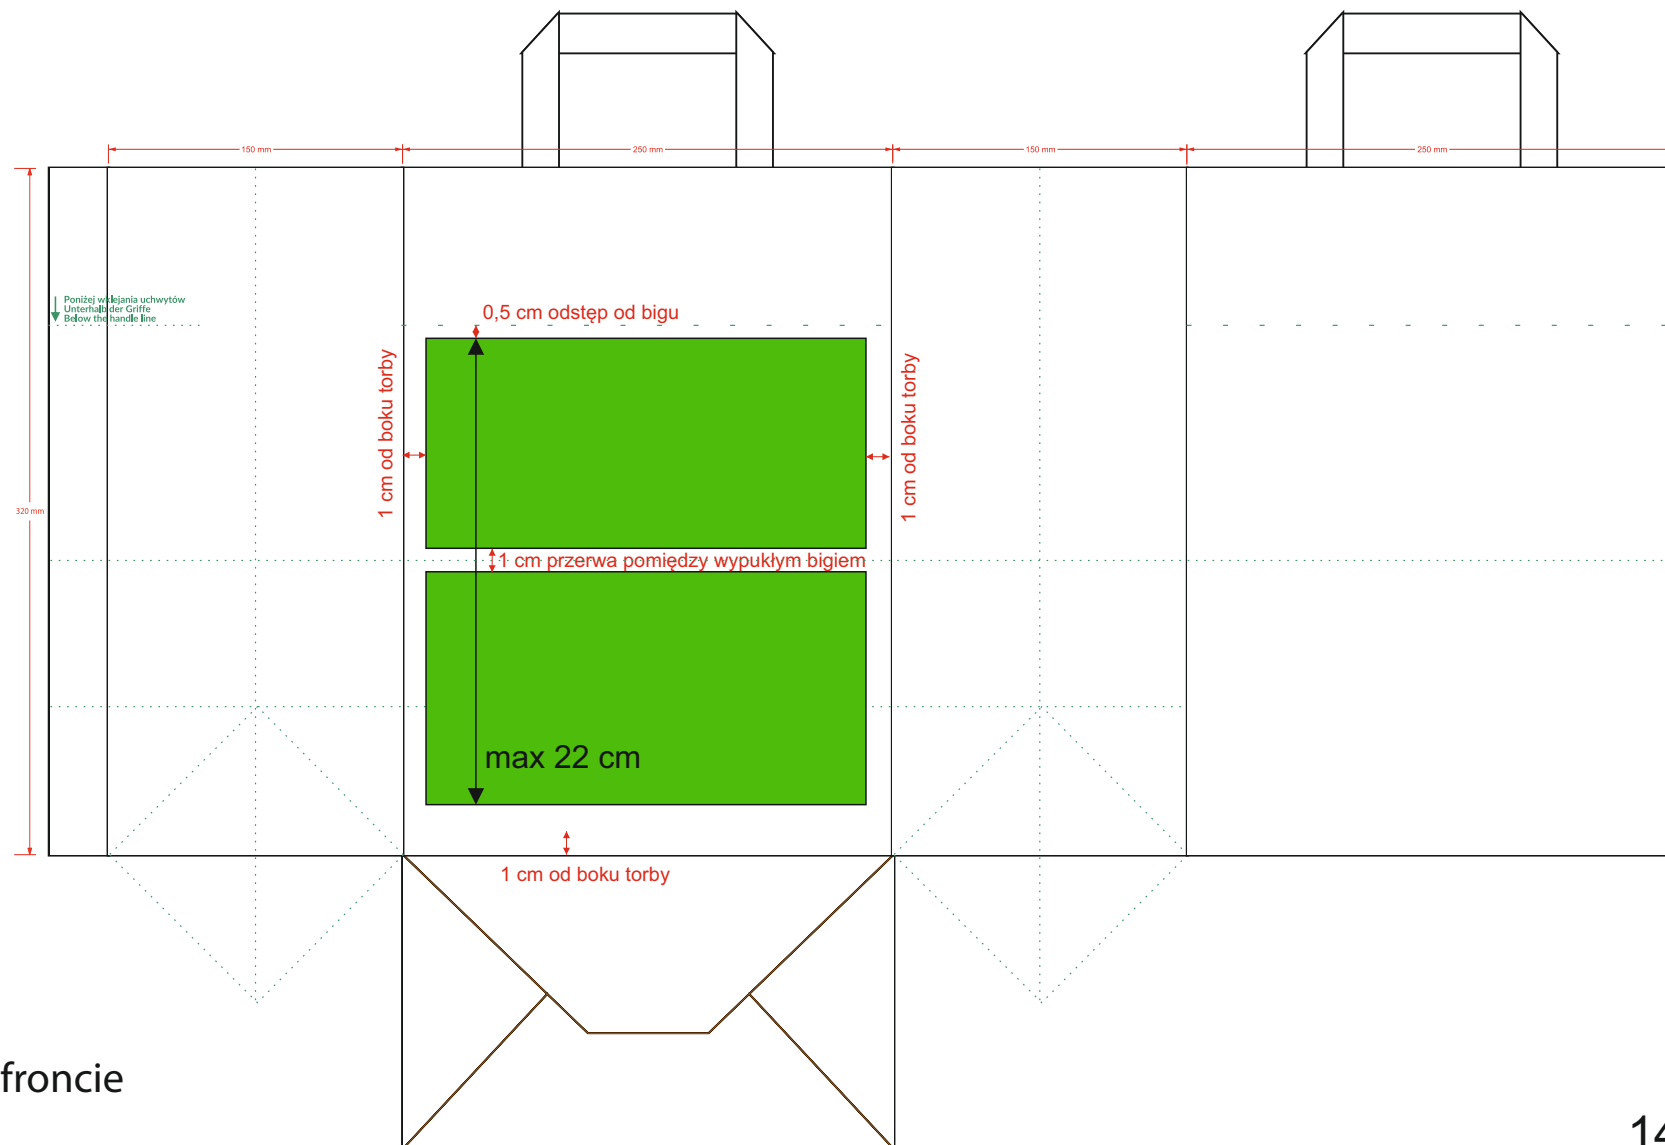 150 mm
250 mm
150 mm
250 mm
Poniżej wklejania uchwytów
Unterhalb der Griffe
Below the handle line
0,5 cm odstęp od bigu
1 cm od boku torby
1 cm od boku torby
320 mm
1 cm przerwa pomiędzy wypukłym bigiem
max 22 cm
1 cm od boku torby
froncie
14